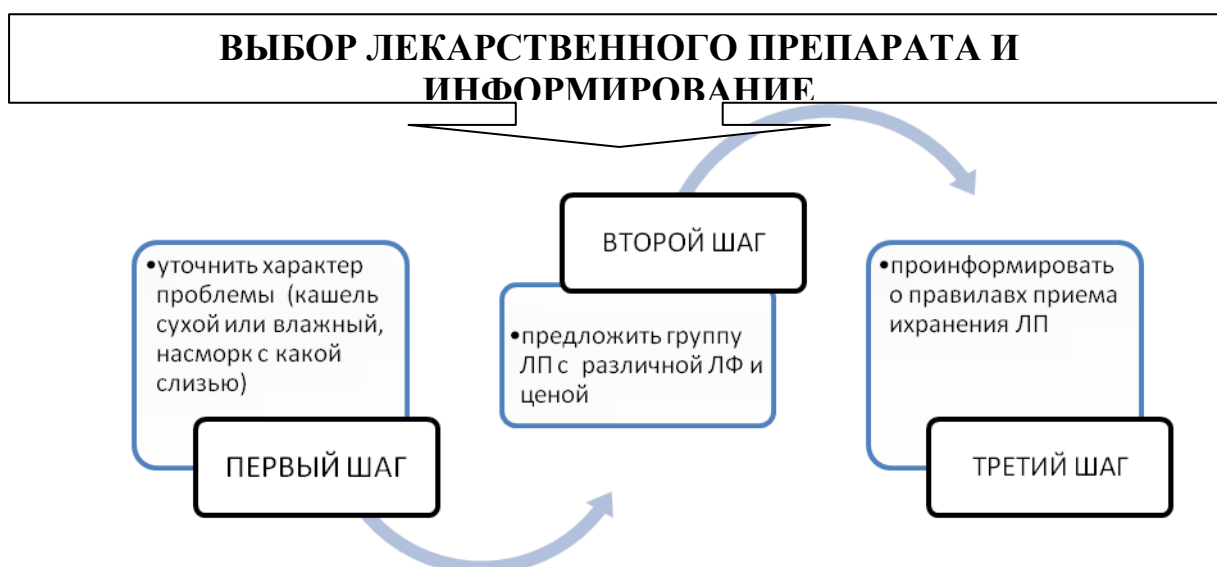 ВЫБОР ЛЕКАРСТВЕННОГО ПРЕПАРАТА И
ИНФОРМИРОВАНИЕ
•уточнить характер
проблемы (кашель
сухой или влажный,
насморк с какой
слизью)
ПЕРВЫЙ ШАГ
ВТОРОЙ ШАГ
•предложить группу
ЛП с различной ЛФ и
ценой
•проинформировать
о правилавх приема
ихранения ЛП
ТРЕТИЙ ШАГ